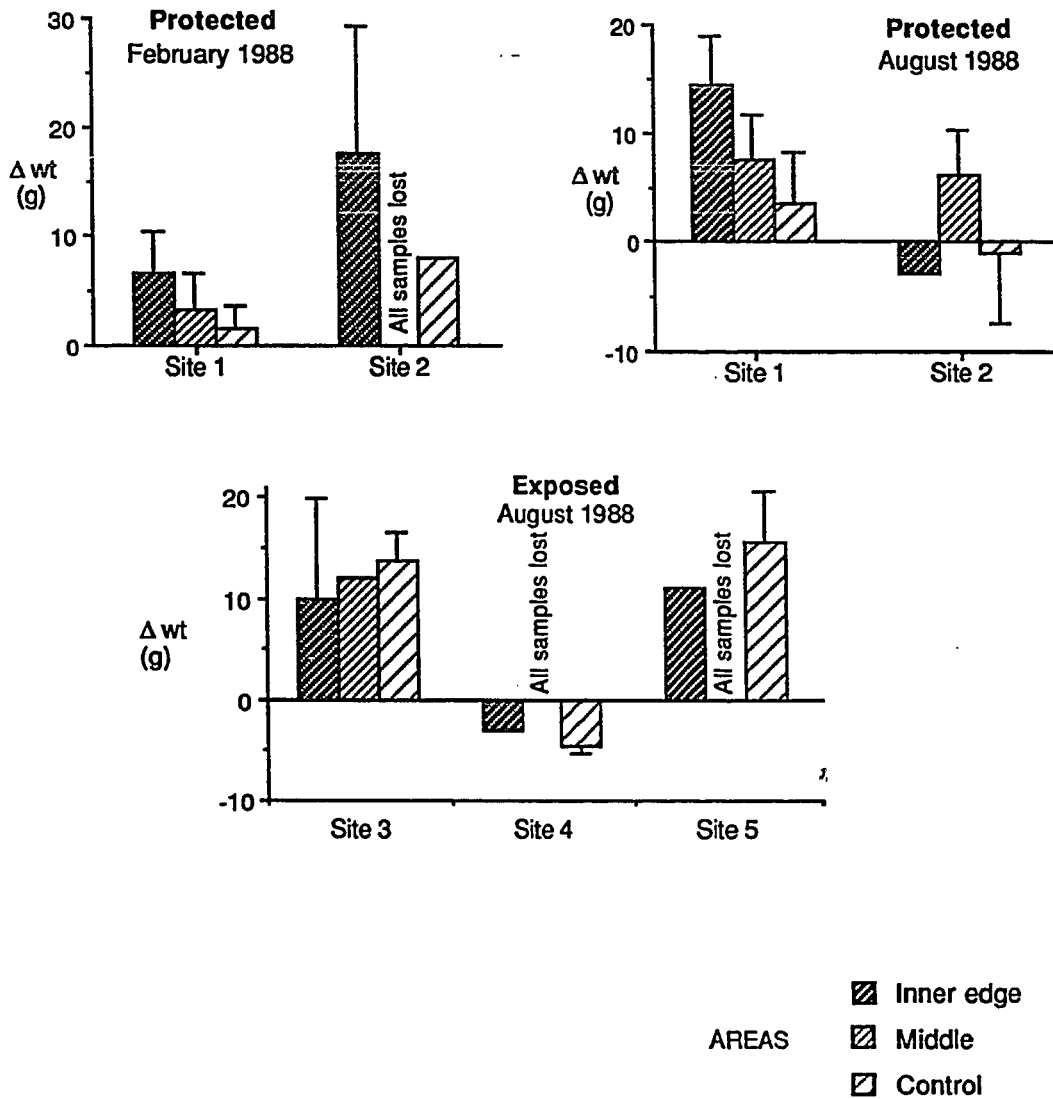 Protected
February 1988
30
20
10
0
Δ wt
(g)
All samples lost
Site 1
Site 2
Protected
August 1988
20
10
0
-10
Δ wt
(g)
Site 1
Site 2
Exposed
August 1988
20
10
0
-10
Δ wt
(g)
All samples lost
All samples lost
Site 3
Site 4
Site 5
AREAS
Inner edge
Middle
Control